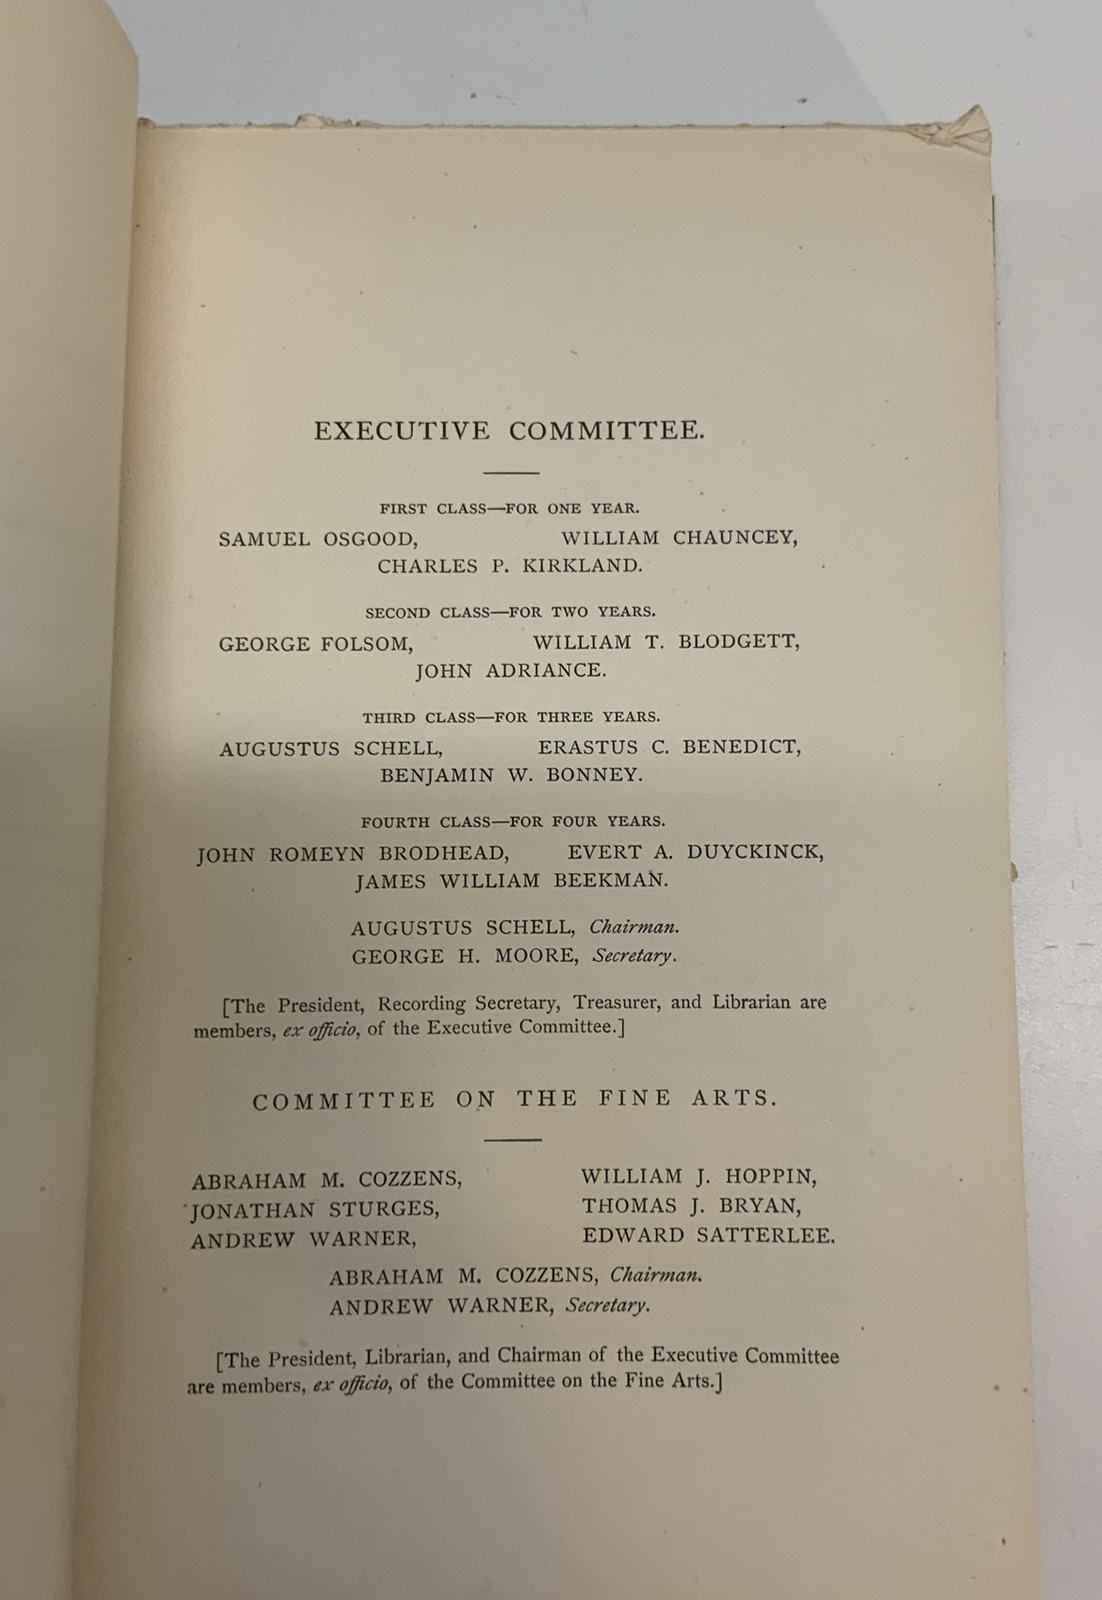 EXECUTIVE COMMITTEE.
FIRST CLASS—FOR ONE YEAR.
SAMUEL OSGOOD, WILLIAM CHAUNCEY,
CHARLES P. KIRKLAND.
SECOND CLASS—FOR TWO YEARS.
GEORGE FOLSOM, WILLIAM T. BLODGETT,
JOHN ADRIANCE.
THIRD CLASS—FOR THREE YEARS.
AUGUSTUS SCHELL, ERASTUS C. BENEDICT,
BENJAMIN W. BONNEY.
FOURTH CLASS—FOR FOUR YEARS.
JOHN ROMEYN BRODHEAD, EVERT A. DUYCKINCK,
JAMES WILLIAM BEEKMAN.
AUGUSTUS SCHELL, Chairman.
GEORGE H. MOORE, Secretary.
[The President, Recording Secretary, Treasurer, and Librarian are
members, ex officio, of the Executive Committee.]
COMMITTEE ON THE FINE ARTS.
ABRAHAM M. COZZENS, WILLIAM J. HOPPIN,
JONATHAN STURGES, THOMAS J. BRYAN,
ANDREW WARNER, EDWARD SATTERLEE.
ABRAHAM M. COZZENS, Chairman.
ANDREW WARNER, Secretary.
[The President, Librarian, and Chairman of the Executive Committee
are members, ex officio, of the Committee on the Fine Arts.]